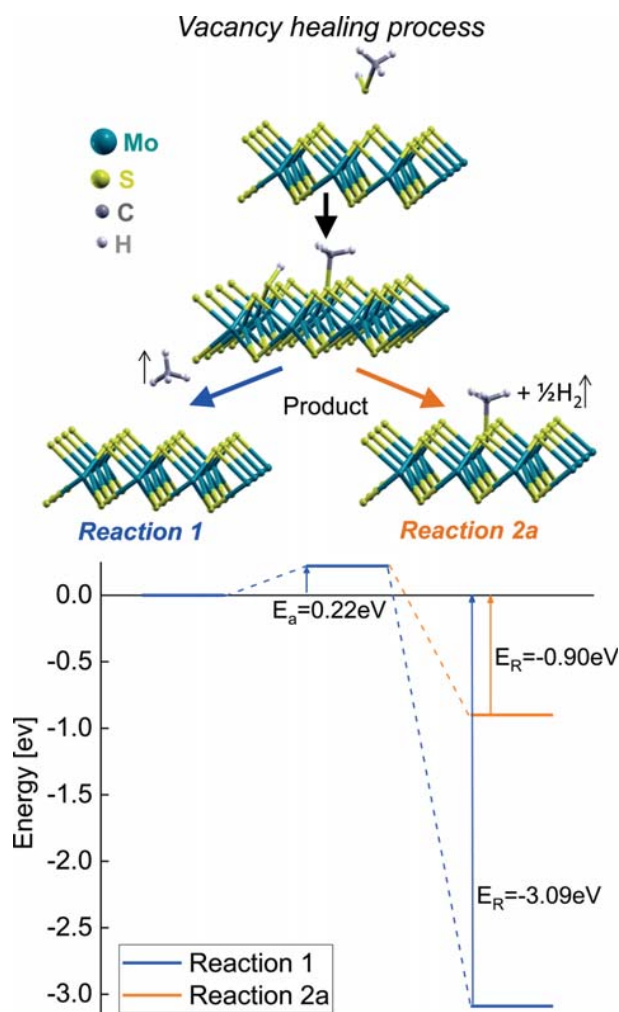 Vacancy healing process
Mo
S
C
H
Product
+ ½H₂
Reaction 1
Reaction 2a
0.0
-0.5
-1.0
-1.5
-2.0
-2.5
-3.0
Energy [ev]
Eₐ=0.22eV
E_R=-0.90eV
E_R=-3.09eV
Reaction 1
Reaction 2a